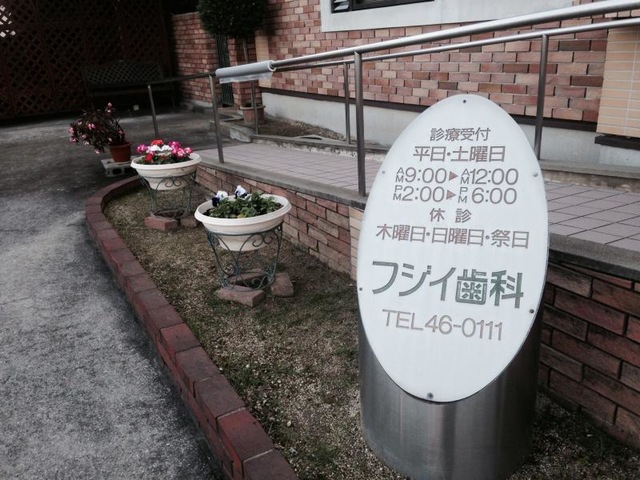 診療受付
平日・土曜日
AM9:00▶AM12:00
PM2:00▶PM6:00
休診
木曜日・日曜日・祭日
フジイ歯科
TEL46-0111